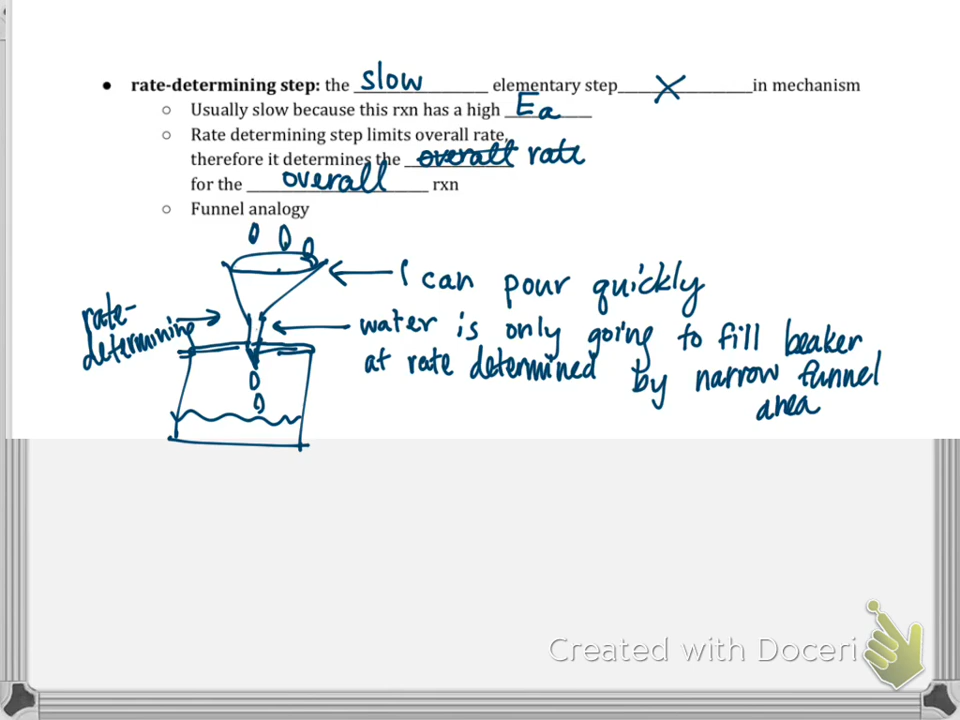 ● rate-determining step: the slow elementary step X in mechanism
○ Usually slow because this rxn has a high Ea
○ Rate determining step limits overall rate,
therefore it determines the overall rate
for the overall rxn
○ Funnel analogy
I can pour quickly
rate-
determining
water is only going to fill beaker
at rate determined by narrow funnel
area
Created with Doceri